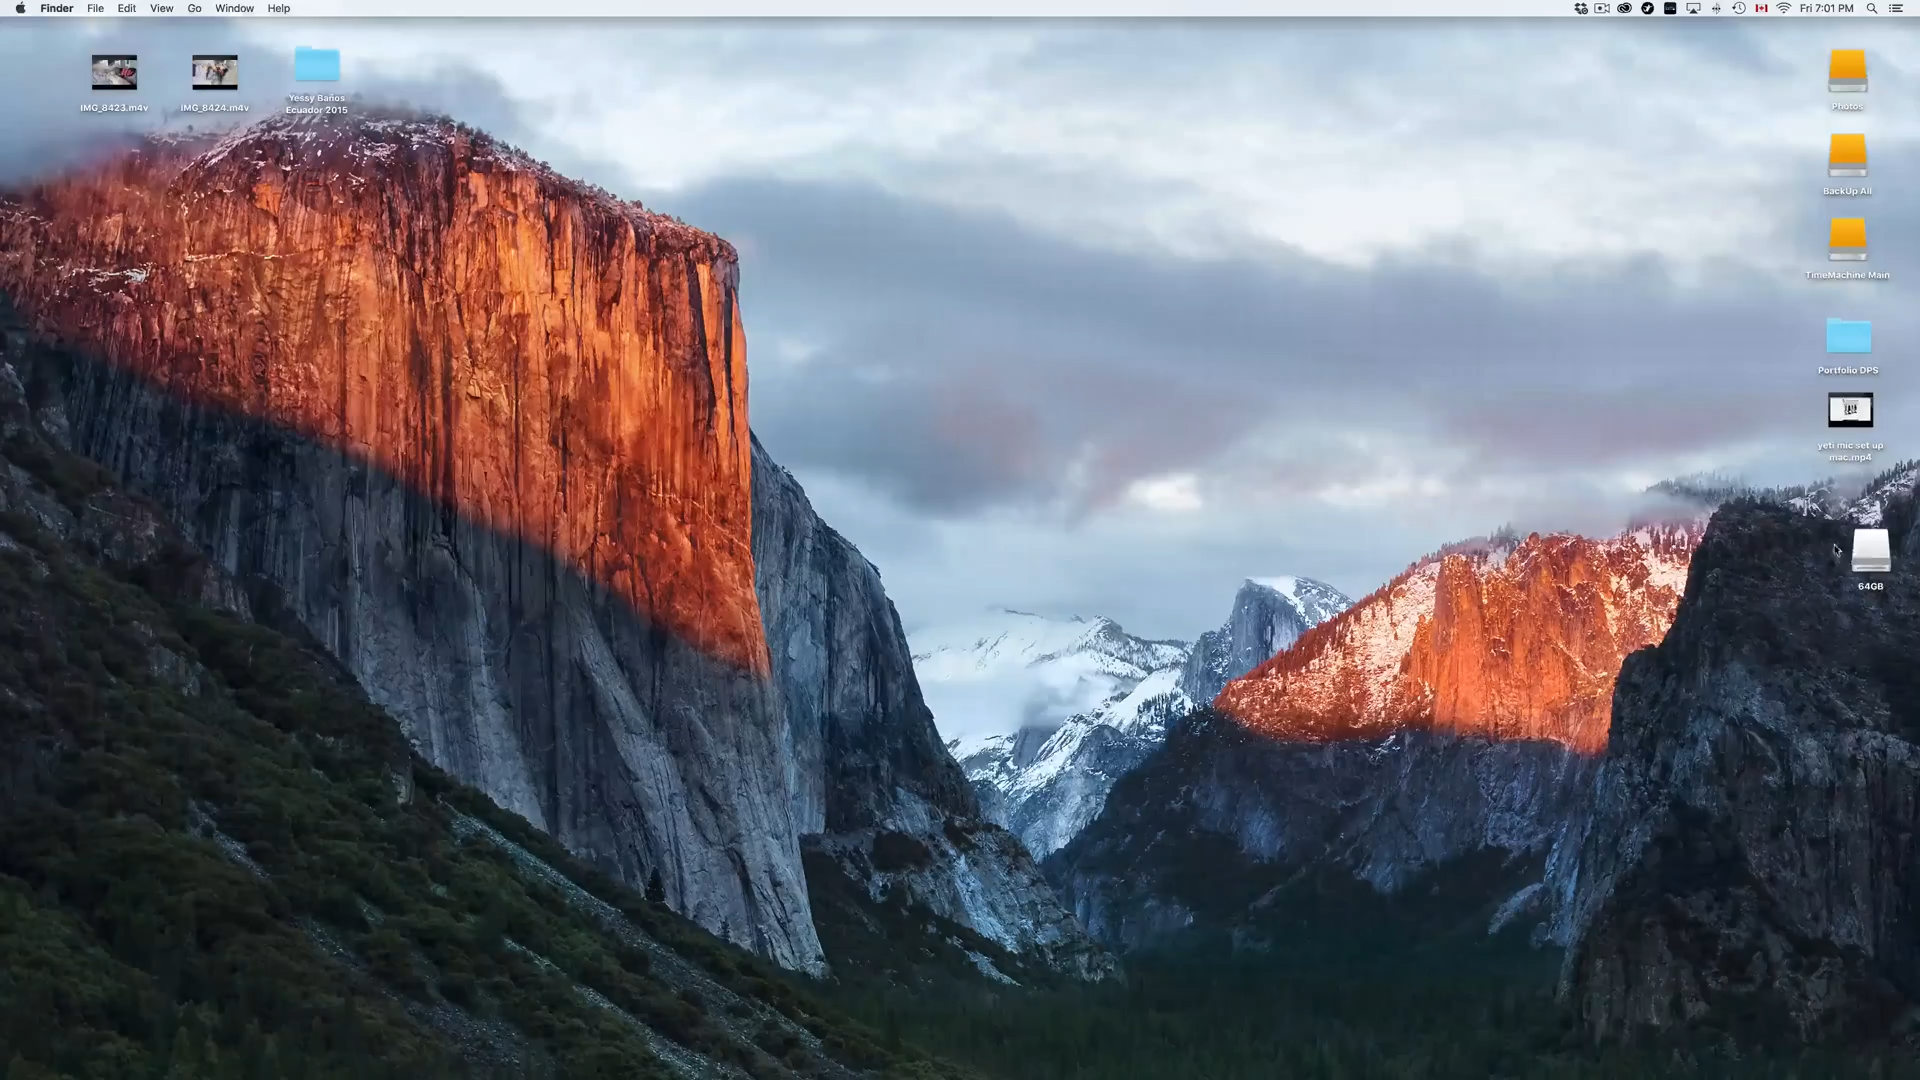 Finder File Edit View Go Window Help
Fri 7:01 PM
IMG_8423.m4v
IMG_8424.m4v
Yessy Baños
Ecuador 2015
Photos
BackUp All
TimeMachine Main
Portfolio DPS
yeti mic set up
mac.mp4
64GB